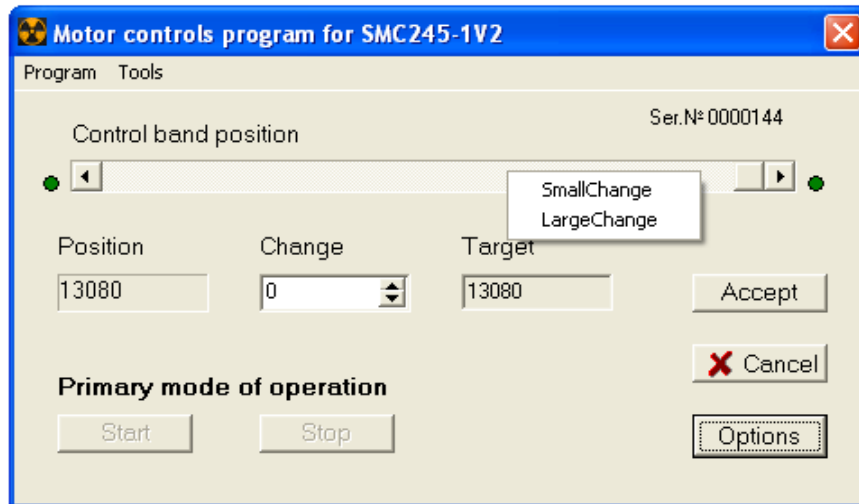 Motor controls program for SMC245-1V2
Program Tools
Ser.Nº 0000144
Control band position
SmallChange
LargeChange
Position Change Target
13080 0 13080
Accept
Cancel
Primary mode of operation
Start Stop
Options